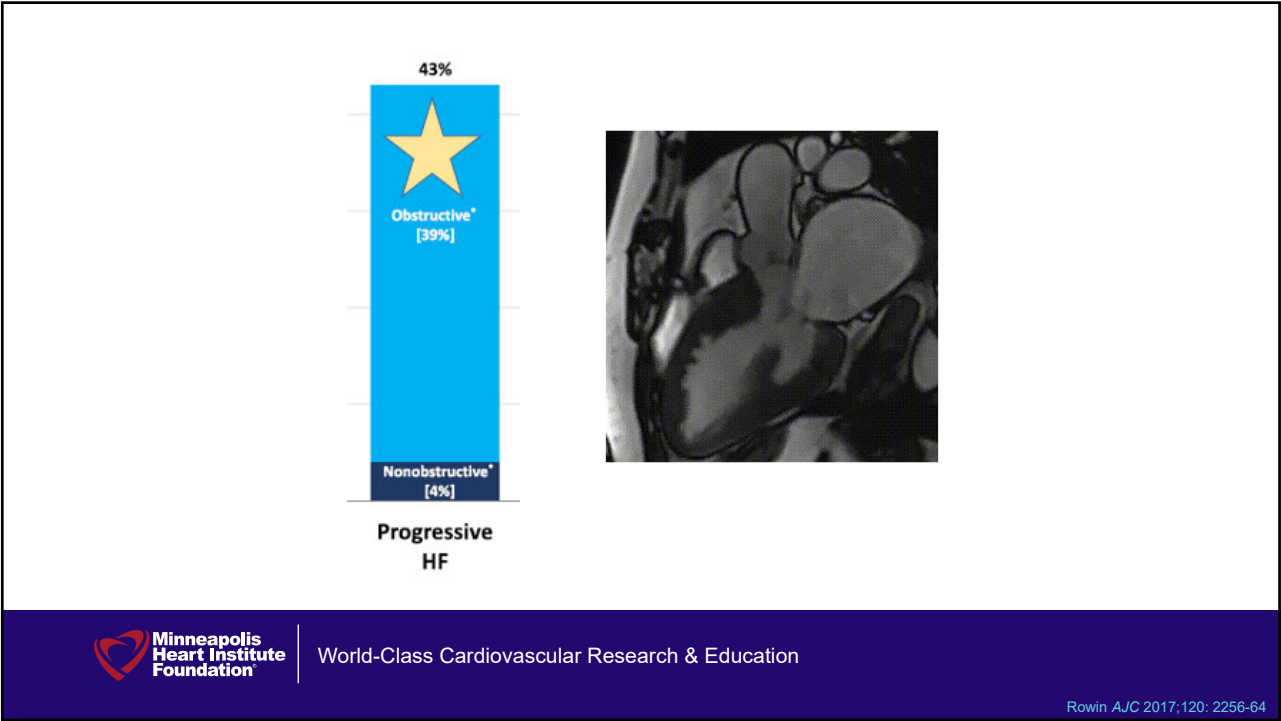 43%
Obstructive*
[39%]
Nonobstructive*
[4%]
Progressive
HF
Minneapolis
Heart Institute
Foundation®
World-Class Cardiovascular Research & Education
Rowin AJC 2017;120: 2256-64